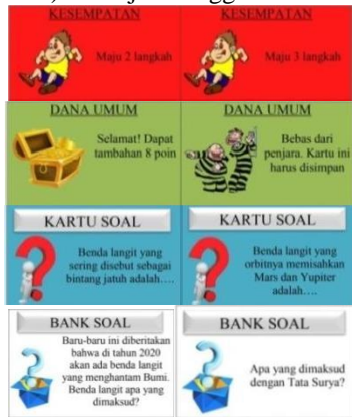 KESEMPATAN
Maju 2 langkah
KESEMPATAN
Maju 3 langkah
DANA UMUM
Selamat! Dapat
tambahan 8 poin
DANA UMUM
Bebas dari
penjara. Kartu ini
harus disimpan
KARTU SOAL
Benda langit yang
sering disebut sebagai
bintang jatuh adalah….
KARTU SOAL
Benda langit yang
orbitnya memisahkan
Mars dan Yupiter
adalah….
BANK SOAL
Baru-baru ini diberitakan
bahwa di tahun 2020
akan ada benda langit
yang menghantam Bumi.
Benda langit apa yang
dimaksud?
BANK SOAL
Apa yang dimaksud
dengan Tata Surya?